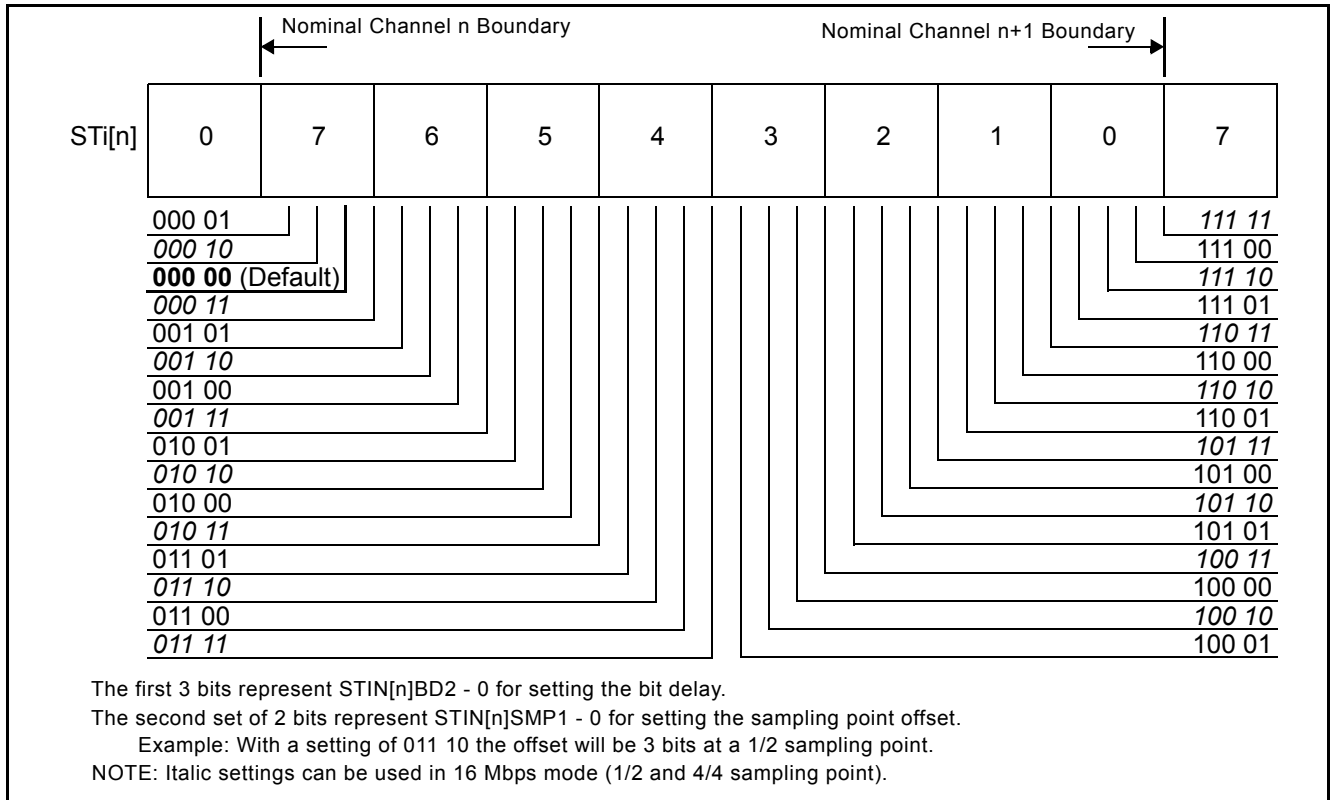 Nominal Channel n Boundary
Nominal Channel n+1 Boundary
STi[n] 0 7 6 5 4 3 2 1 0 7
000 01 111 11
000 10 111 00
000 00 (Default) 111 10
000 11 111 01
001 01 110 11
001 10 110 00
001 00 110 10
001 11 110 01
010 01 101 11
010 10 101 00
010 00 101 10
010 11 101 01
011 01 100 11
011 10 100 00
011 00 100 10
011 11 100 01
The first 3 bits represent STIN[n]BD2 - 0 for setting the bit delay.
The second set of 2 bits represent STIN[n]SMP1 - 0 for setting the sampling point offset.
Example: With a setting of 011 10 the offset will be 3 bits at a 1/2 sampling point.
NOTE: Italic settings can be used in 16 Mbps mode (1/2 and 4/4 sampling point).